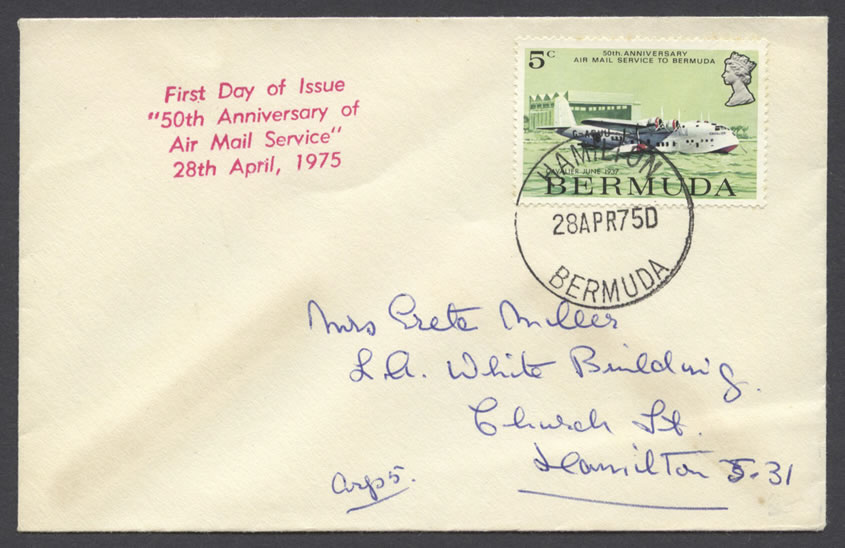 First Day of Issue
"50th Anniversary of
Air Mail Service"
28th April, 1975
5c
50th. ANNIVERSARY
AIR MAIL SERVICE TO BERMUDA
CAVALIER JUNE 1937
BERMUDA
HAMILTON
28APR75D
BERMUDA
Mrs Grete Miller
L.A. White Building.
Church St.
Hamilton 5-31